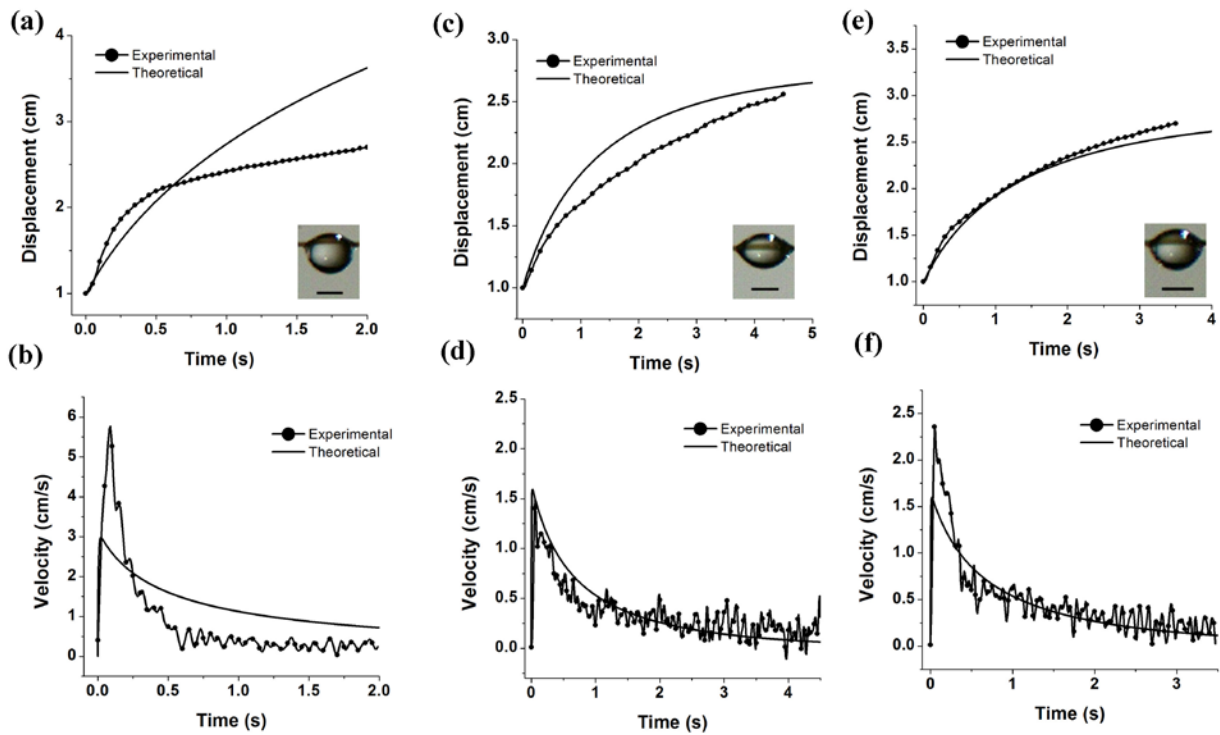 (a)
4
3
2
1
Displacement (cm)
Experimental
Theoretical
0.0 0.5 1.0 1.5 2.0
Time (s)
(c)
3.0
2.5
2.0
1.5
1.0
Displacement (cm)
Experimental
Theoretical
0 1 2 3 4 5
Time (s)
(e)
3.5
3.0
2.5
2.0
1.5
1.0
Displacement (cm)
Experimental
Theoretical
0 1 2 3 4
Time (s)
(b)
6
5
4
3
2
1
0
Velocity (cm/s)
Experimental
Theoretical
0.0 0.5 1.0 1.5 2.0
Time (s)
(d)
2.5
2.0
1.5
1.0
0.5
0.0
Velocity (cm/s)
Experimental
Theoretical
0 1 2 3 4
Time (s)
(f)
2.5
2.0
1.5
1.0
0.5
0.0
Velocity (cm/s)
Experimental
Theoretical
0 1 2 3
Time (s)